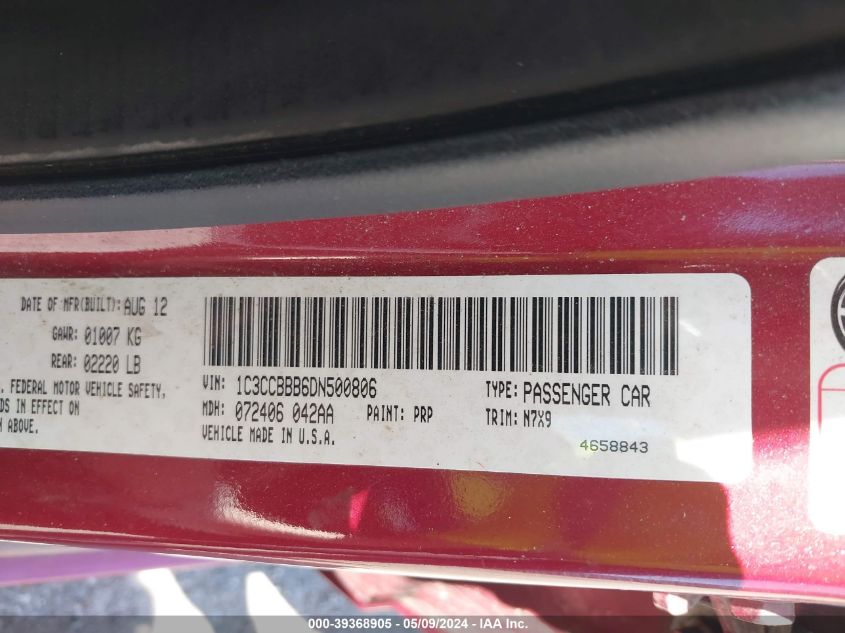 DATE OF MFR(BUILT): AUG 12
GAWR: 01007 KG
REAR: 02220 LB
FEDERAL MOTOR VEHICLE SAFETY,
DS IN EFFECT ON
ABOVE.
VIN: 1C3CCBBB6DN500806
TYPE: PASSENGER CAR
MDH: 072406 042AA
PAINT: PRP
TRIM: N7X9
VEHICLE MADE IN U.S.A.
4658843
000-39368905 - 05/09/2024 - IAA Inc.